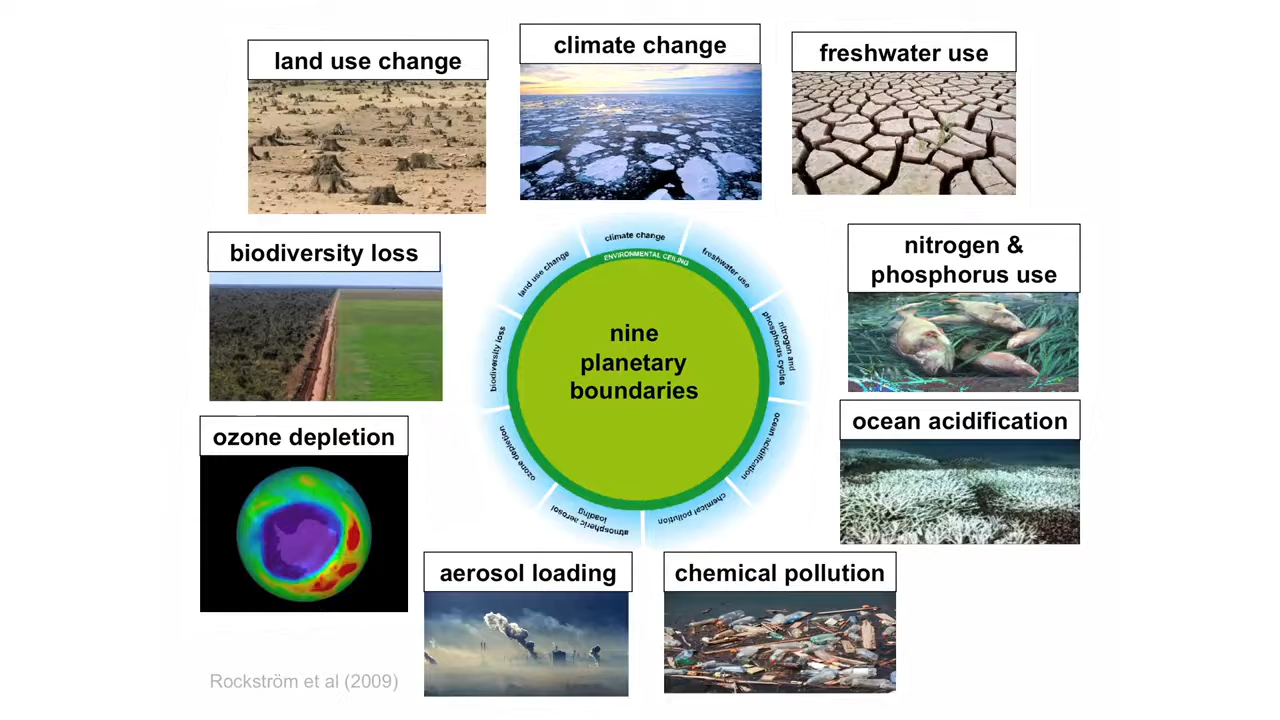 land use change
climate change
freshwater use
biodiversity loss
nitrogen &
phosphorus use
ozone depletion
ocean acidification
aerosol loading
chemical pollution
climate change
ENVIRONMENTAL CEILING
land use change
freshwater use
biodiversity loss
nitrogen and
phosphorus cycles
nine
planetary
boundaries
ozone depletion
ocean acidification
atmospheric aerosol
loading
chemical pollution
Rockström et al (2009)